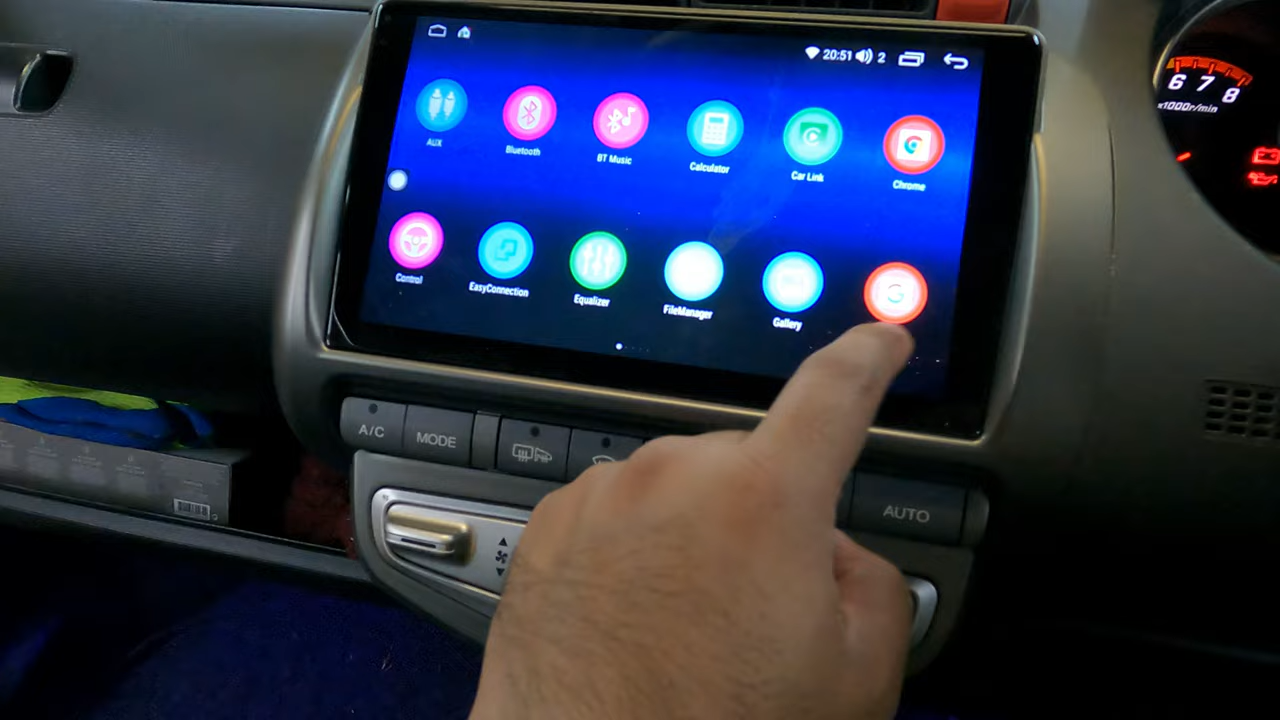 20:51 2
AUX
Bluetooth
BT Music
Calculator
Car Link
Chrome
Control
EasyConnection
Equalizer
FileManager
Gallery
G
A/C
MODE
AUTO
6 7 8
x1000r/min